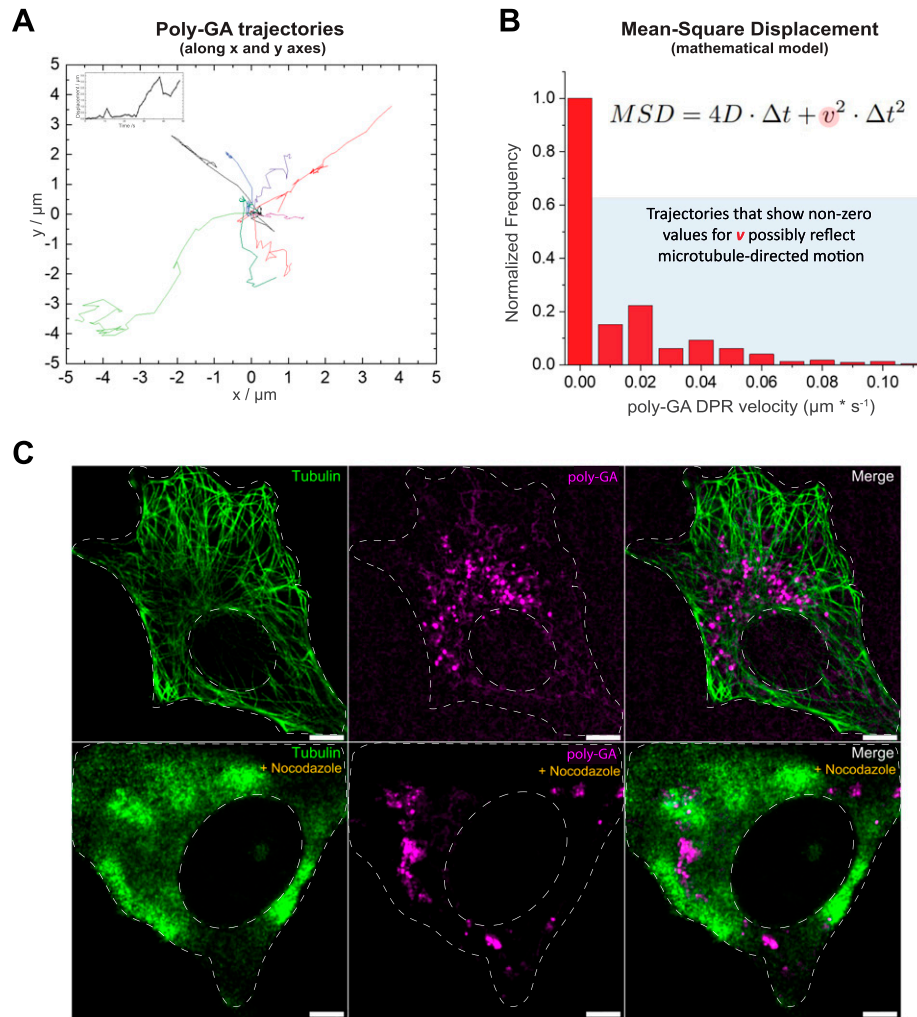 A
Poly-GA trajectories
(along x and y axes)
5
4
3
2
1
0
-1
-2
-3
-4
-5
y / µm
Displacement / µm
Time /s
-5 -4 -3 -2 -1 0 1 2 3 4 5
x / µm
B
Mean-Square Displacement
(mathematical model)
MSD = 4D · Δt + v² · Δt²
Trajectories that show non-zero
values for v possibly reflect
microtubule-directed motion
1.0
0.8
0.6
0.4
0.2
0.0
Normalized Frequency
0.00 0.02 0.04 0.06 0.08 0.10
poly-GA DPR velocity (µm * s⁻¹)
C
Tubulin
poly-GA
Merge
Tubulin
+ Nocodazole
poly-GA
+ Nocodazole
Merge
+ Nocodazole